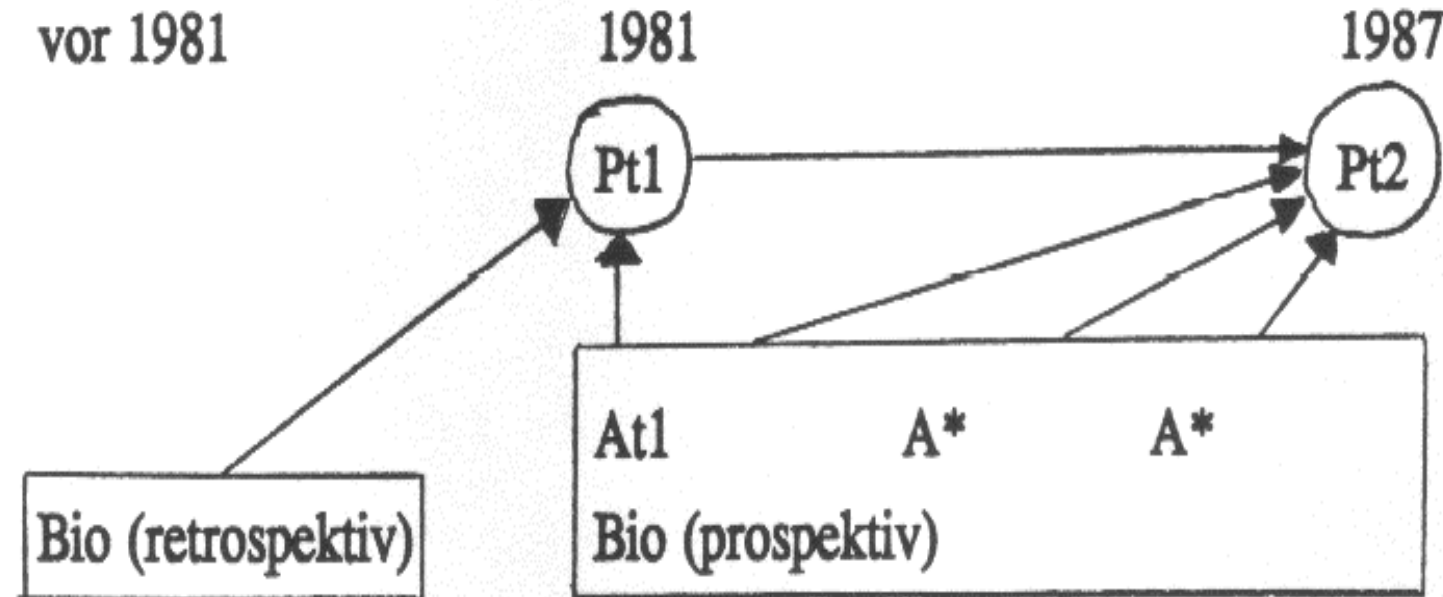 vor 1981 1981 1987
Pt1 Pt2
At1 A* A*
Bio (retrospektiv) Bio (prospektiv)